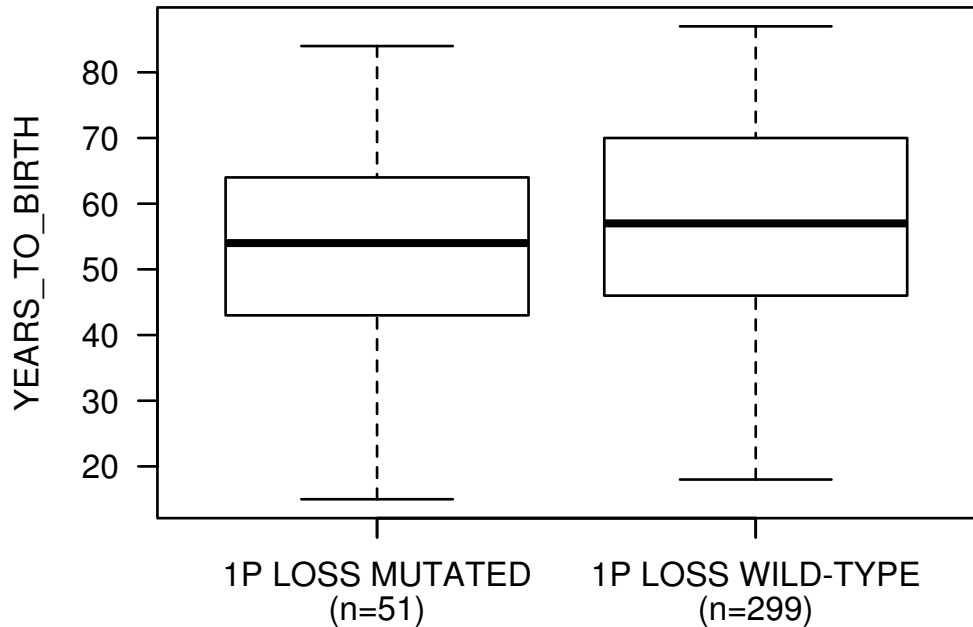 YEARS_TO_BIRTH
80
70
60
50
40
30
20
1P LOSS MUTATED
(n=51)
1P LOSS WILD-TYPE
(n=299)